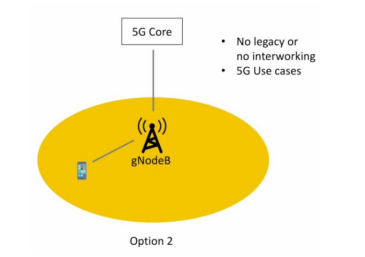 5G Core
• No legacy or
no interworking
• 5G Use cases
gNodeB
Option 2